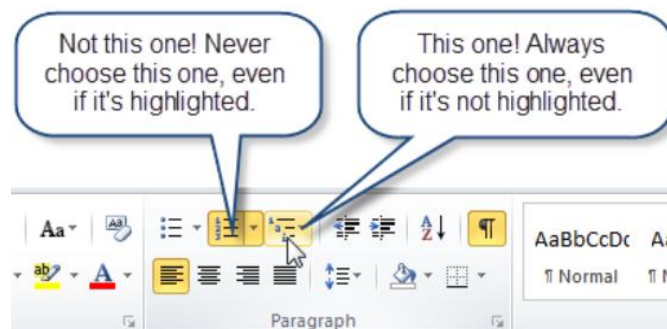 Not this one! Never
choose this one, even
if it's highlighted.
This one! Always
choose this one, even
if it's not highlighted.
Aa
A
Z
¶
AaBbCcDc
ab
A
¶ Normal
Paragraph